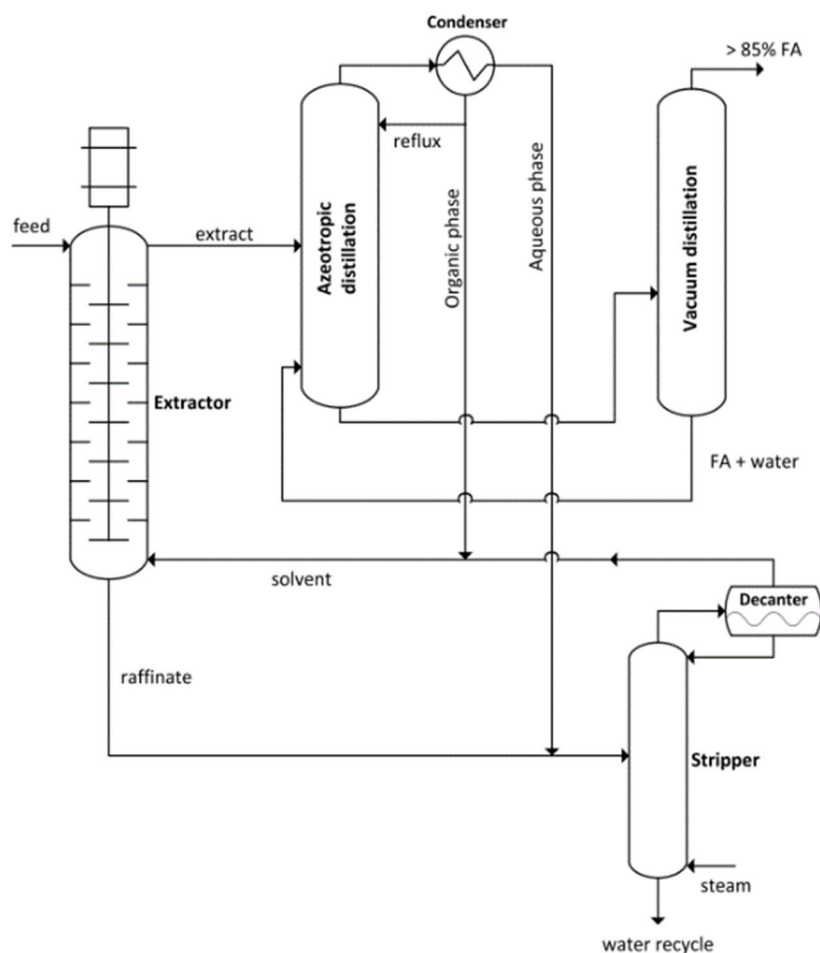 Condenser
> 85% FA
reflux
feed
extract
Azeotropic
distillation
Organic phase
Aqueous phase
Vacuum distillation
Extractor
FA + water
solvent
Decanter
raffinate
Stripper
steam
water recycle